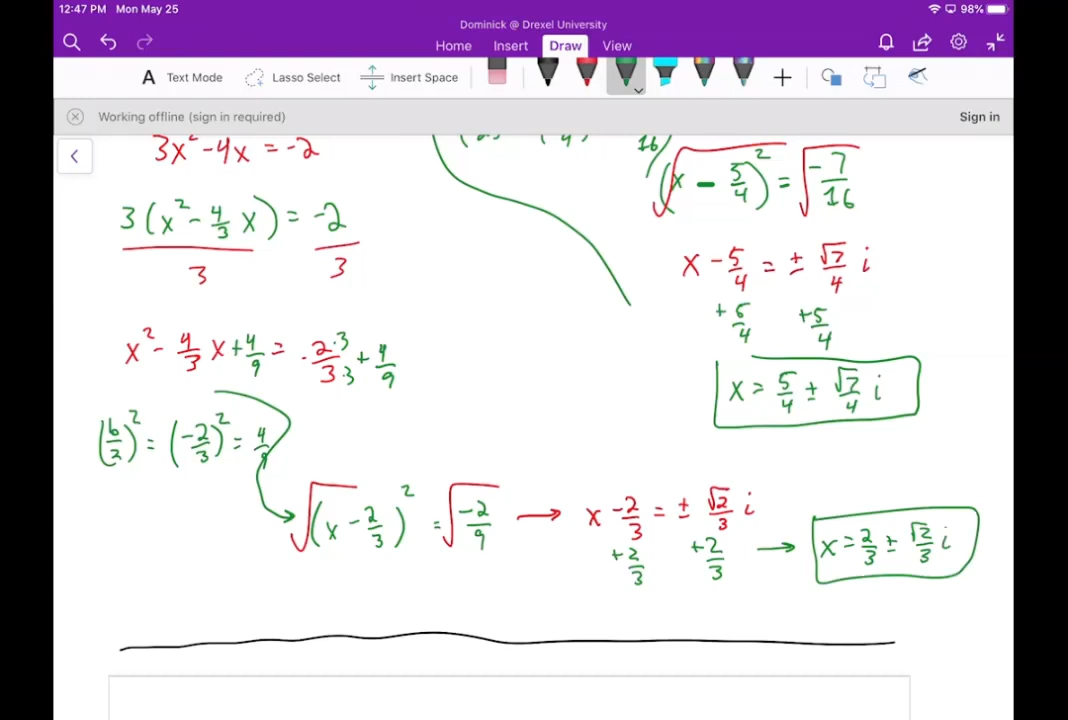 12:47 PM Mon May 25
98%
Dominick @ Drexel University
Home Insert Draw View
A Text Mode Lasso Select Insert Space
Working offline (sign in required) Sign in
3x² - 4x = -2
3(x² - 4/3 x) = -2
3 3
x² - 4/3 x + 4/9 = -2·3/3·3 + 4/9
(b/2)² = (-2/3)² = 4/9
√(x - 2/3)² = √-2/9 → x - 2/3 = ± √2/3 i
+2/3 +2/3 → x = 2/3 ± √2/3 i
16
√(x - 5/4)² = √-7/16
x - 5/4 = ± √7/4 i
+5/4 +5/4
x = 5/4 ± √7/4 i